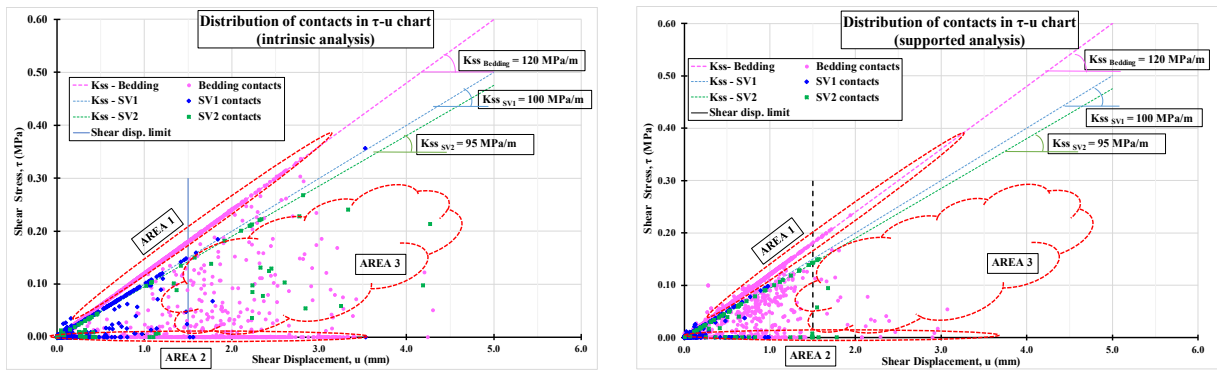 Distribution of contacts in τ-u chart
(intrinsic analysis)
0.60
0.50
0.40
0.30
0.20
0.10
0.00
Shear Stress, τ (MPa)
Kss- Bedding
Kss - SV1
Kss - SV2
Shear disp. limit
Bedding contacts
SV1 contacts
SV2 contacts
Kss Bedding = 120 MPa/m
Kss SV1 = 100 MPa/m
Kss SV2 = 95 MPa/m
AREA 1
AREA 3
AREA 2
0.0 1.0 2.0 3.0 4.0 5.0 6.0
Shear Displacement, u (mm)
Distribution of contacts in τ-u chart
(supported analysis)
0.60
0.50
0.40
0.30
0.20
0.10
0.00
Shear Stress, τ (MPa)
Kss - Bedding
Kss - SV1
Kss - SV2
Shear disp. limit
Bedding contacts
SV1 contacts
SV2 contacts
Kss Bedding = 120 MPa/m
Kss SV1 = 100 MPa/m
Kss SV2 = 95 MPa/m
AREA 1
AREA 3
AREA 2
0.0 1.0 2.0 3.0 4.0 5.0 6.0
Shear Displacement, u (mm)